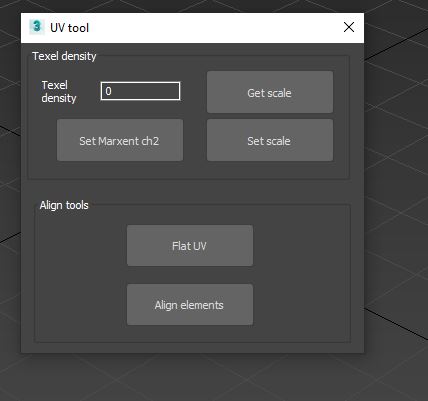 3 UV tool
Texel density
Texel
density
0
Get scale
Set Marxent ch2
Set scale
Align tools
Flat UV
Align elements